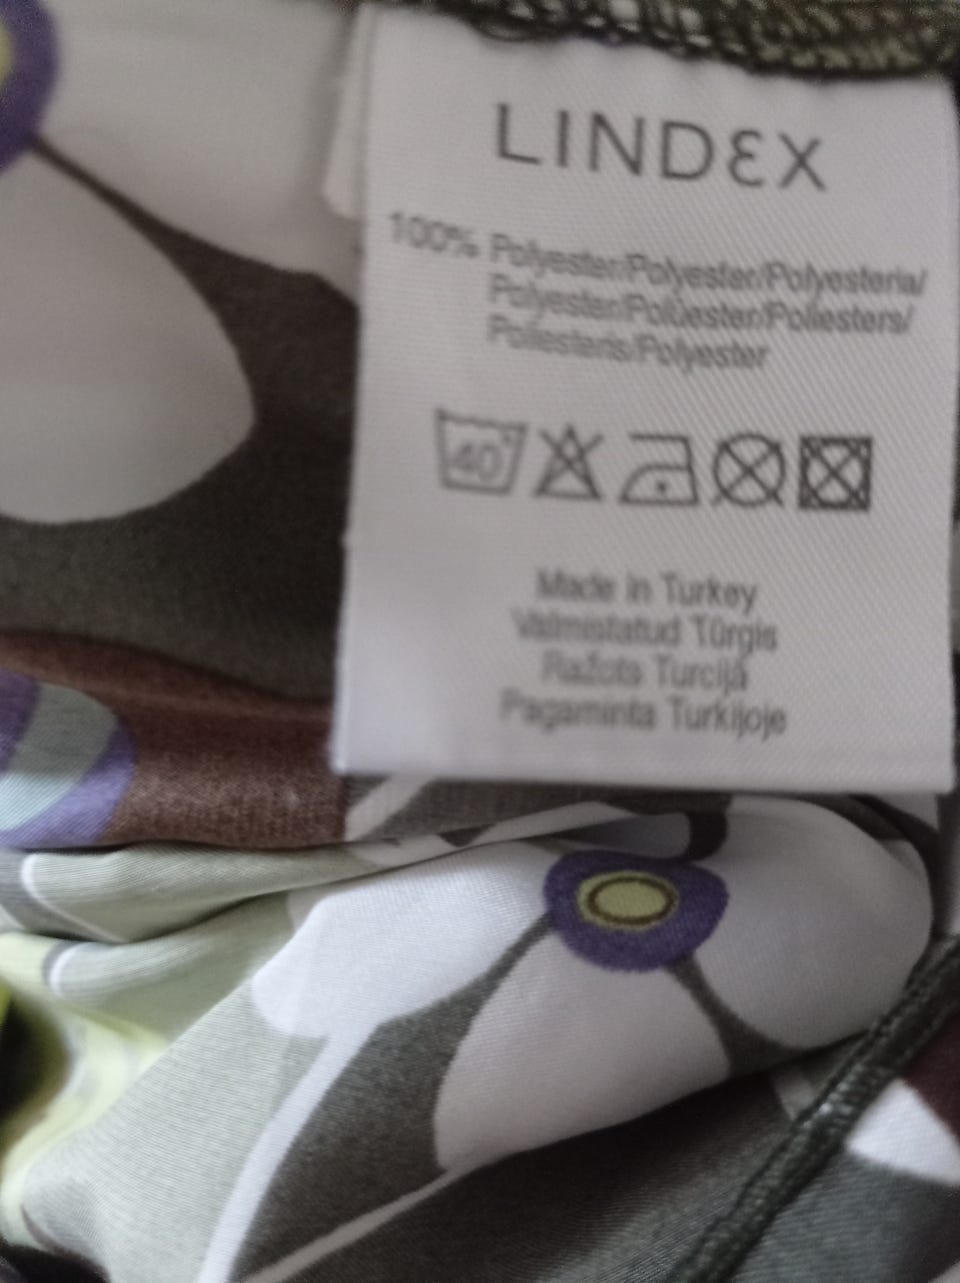 LINDEX
100% Polyester/Polyester/Polyesteria/
Polyester/Polüester/Poliesters/
Poliesteris/Polyester
40°
Made in Turkey
Valmistatud Türgis
Ražots Turcijā
Pagaminta Turkijoje